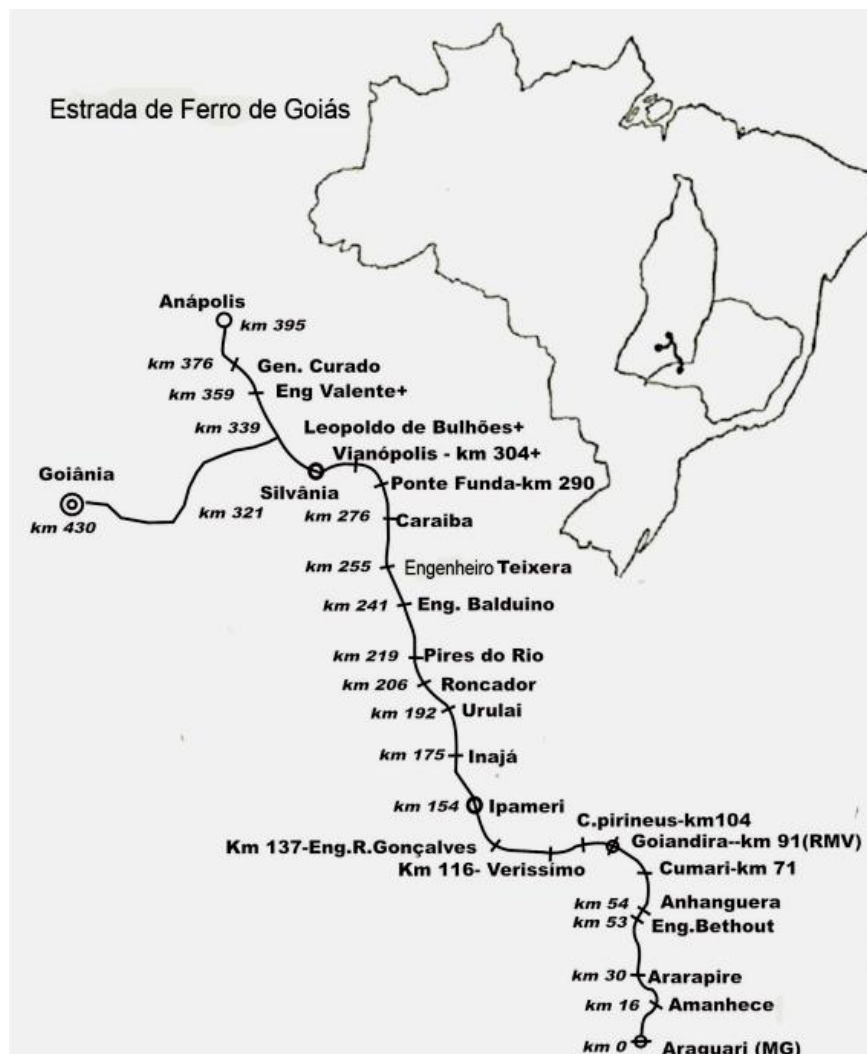 Estrada de Ferro de Goiás
Anápolis
km 395
km 376 Gen. Curado
km 359 Eng Valente+
km 339 Leopoldo de Bulhões+
Vianópolis - km 304+
Goiânia
km 430
Silvânia
Ponte Funda-km 290
km 321
km 276 Caraiba
km 255 Engenheiro Teixera
km 241 Eng. Balduino
km 219 Pires do Rio
km 206 Roncador
km 192 Urulai
km 175 Inajá
km 154 Ipameri
C.pirineus-km104
Km 137-Eng.R.Gonçalves
Goiandira--km 91(RMV)
Km 116- Verissimo
Cumari-km 71
km 54 Anhanguera
km 53 Eng.Bethout
km 30 Ararapire
km 16 Amanhece
km 0 Araguari (MG)